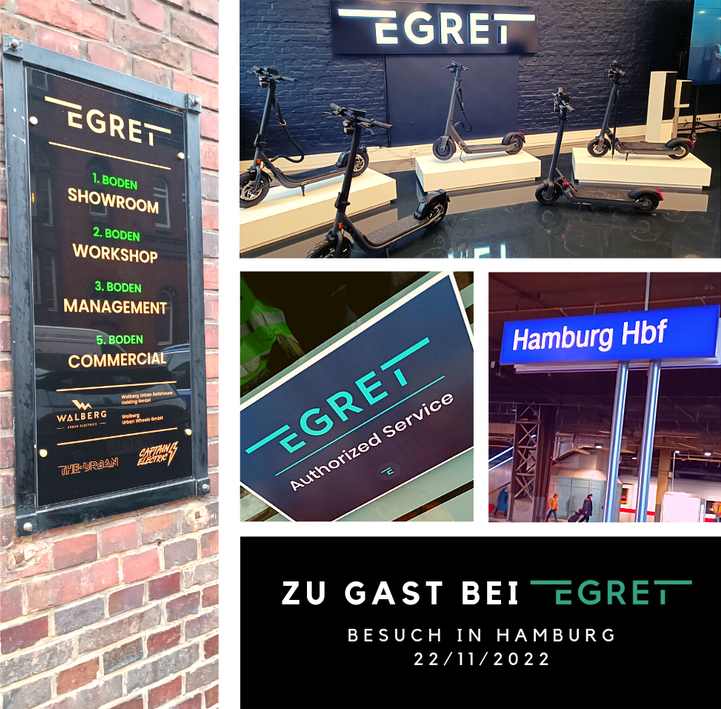 EGRET
1. BODEN
SHOWROOM
2. BODEN
WORKSHOP
3. BODEN
MANAGEMENT
5. BODEN
COMMERCIAL
WALBERG
URBAN ELECTRICS
Walberg Urban Electrics
Holding GmbH
Walberg
Urban Wheels GmbH
THE-URBAN
CAPTAIN
ELECTRIC
EGRET
EGRET
Authorized Service
Hamburg Hbf
ZU GAST BEI EGRET
BESUCH IN HAMBURG
22/11/2022